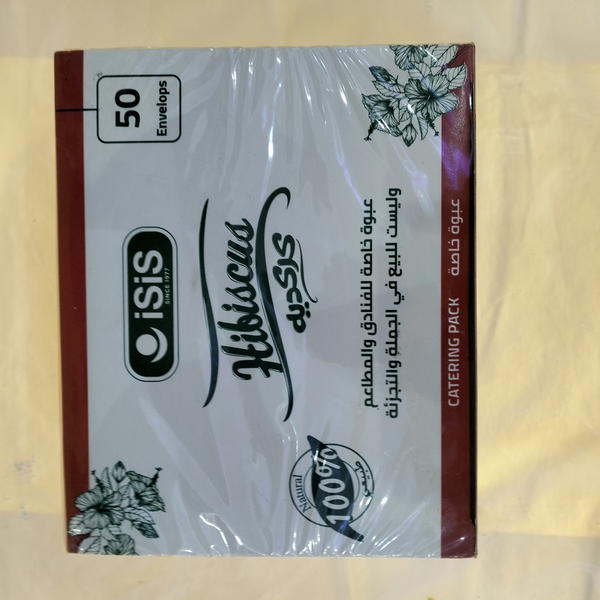 50
Envelops
isis
SINCE 1977
Hibiscus
كركديه
عبوة خاصة للفنادق والمطاعم
وليست للبيع في الجملة والتجزئة
Natural
100%
طبيعي
CATERING PACK عبوة خاصة